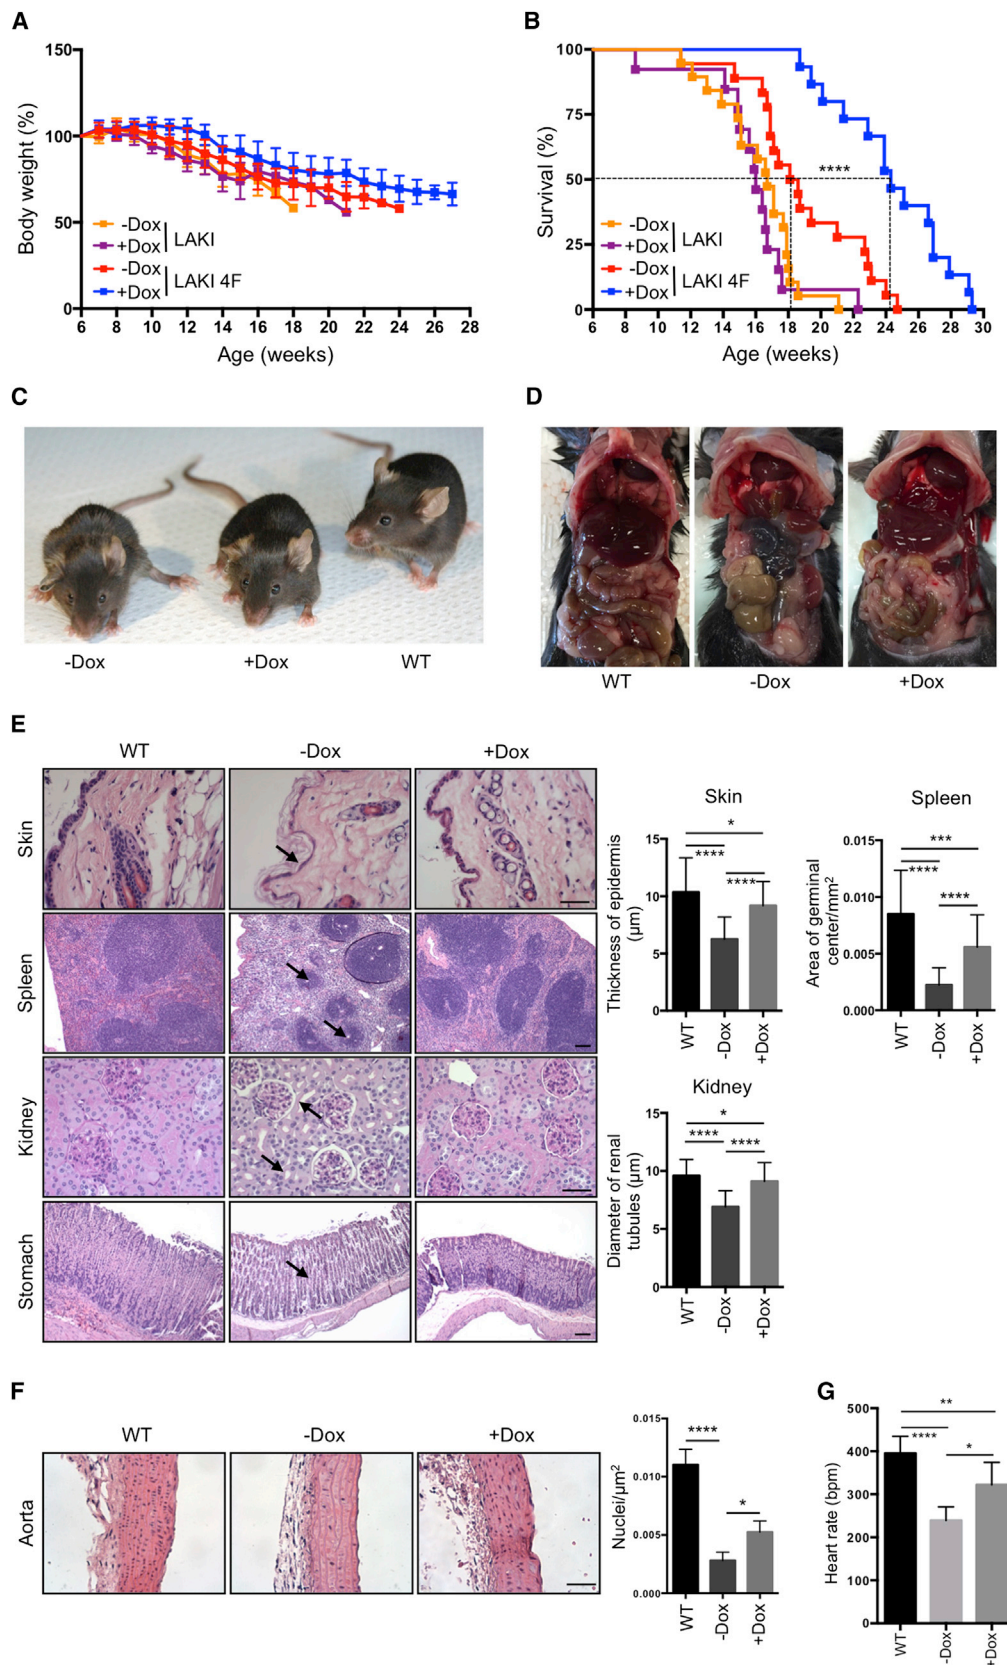 A
150
100
50
0
Body weight (%)
-Dox
+Dox
LAKI
-Dox
+Dox
LAKI 4F
6 8 10 12 14 16 18 20 22 24 26 28
Age (weeks)
B
100
75
50
25
0
Survival (%)
****
-Dox
+Dox
LAKI
-Dox
+Dox
LAKI 4F
6 8 10 12 14 16 18 20 22 24 26 28 30
Age (weeks)
C
-Dox +Dox WT
D
WT -Dox +Dox
E
WT -Dox +Dox
Skin
Spleen
Kidney
Stomach
Skin
15
10
5
0
Thickness of epidermis
(µm)
*
****
****
WT -Dox +Dox
Spleen
0.015
0.010
0.005
0.000
Area of germinal
center/mm2
***
****
****
WT -Dox +Dox
Kidney
15
10
5
0
Diameter of renal
tubules (µm)
*
**** ****
WT -Dox +Dox
F
WT -Dox +Dox
Aorta
0.015
0.010
0.005
0.000
Nuclei/µm2
****
*
WT -Dox +Dox
G
500
400
300
200
100
0
Heart rate (bpm)
**
****
*
WT -Dox +Dox